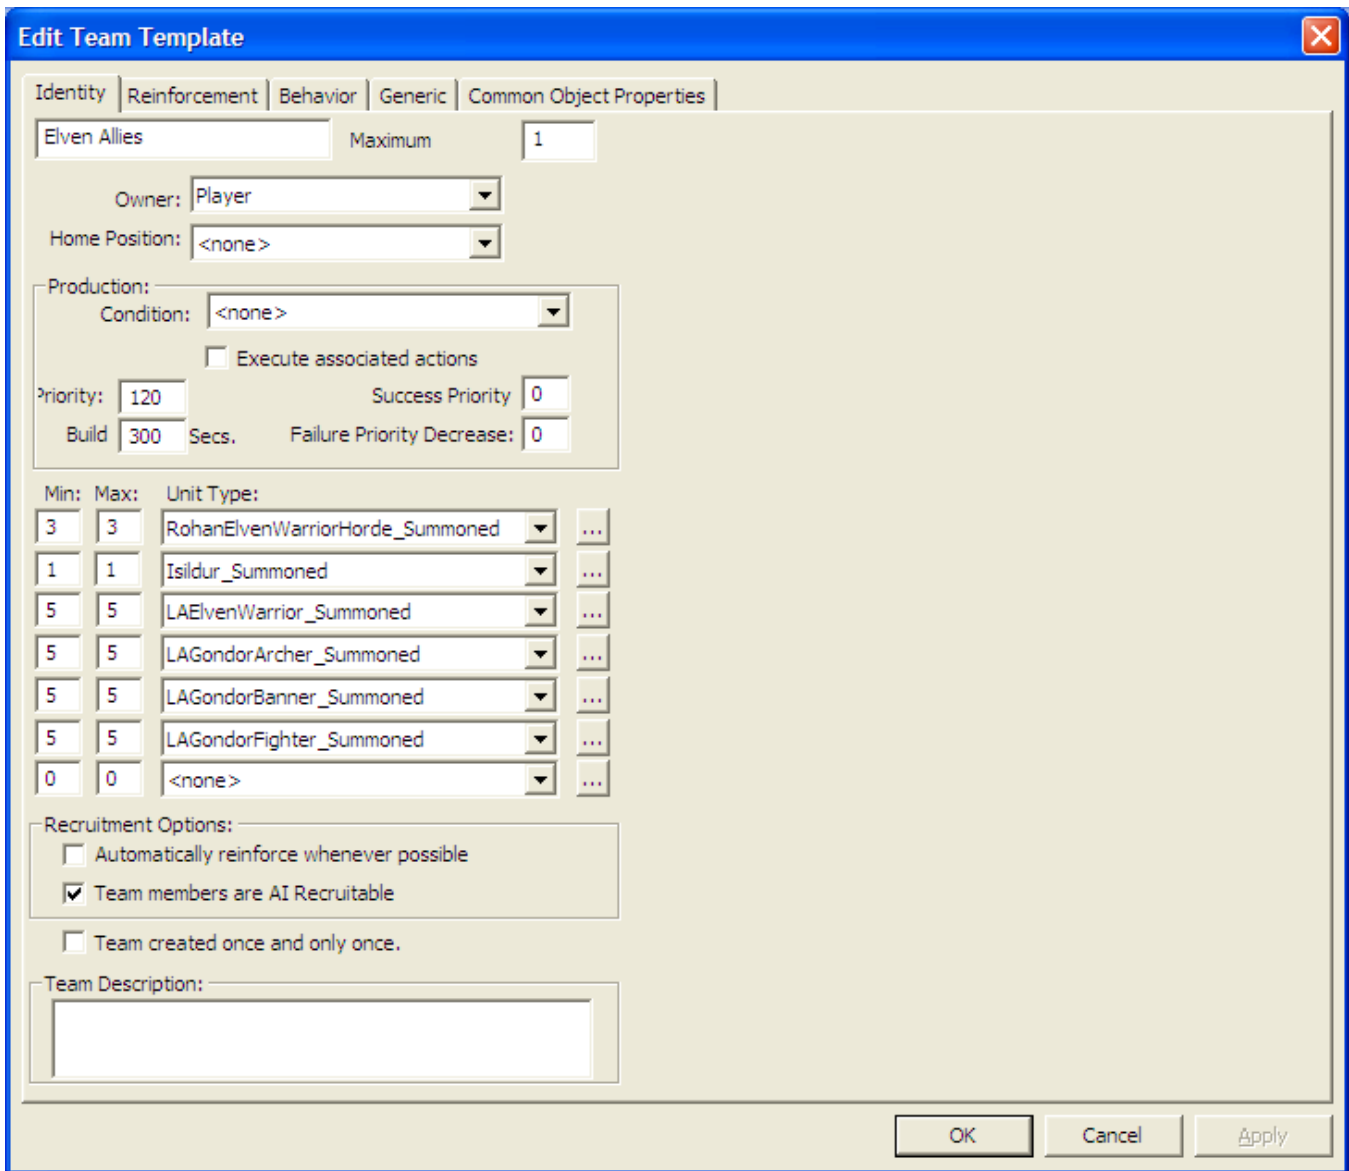 Edit Team Template
Identity Reinforcement Behavior Generic Common Object Properties
Elven Allies Maximum 1
Owner: Player
Home Position: <none>
Production:
Condition: <none>
Execute associated actions
Priority: 120 Success Priority 0
Build 300 Secs. Failure Priority Decrease: 0
Min: Max: Unit Type:
3 3 RohanElvenWarriorHorde_Summoned ...
1 1 Isildur_Summoned ...
5 5 LAElvenWarrior_Summoned ...
5 5 LAGondorArcher_Summoned ...
5 5 LAGondorBanner_Summoned ...
5 5 LAGondorFighter_Summoned ...
0 0 <none> ...
Recruitment Options:
Automatically reinforce whenever possible
Team members are AI Recruitable
Team created once and only once.
Team Description:
OK Cancel Apply